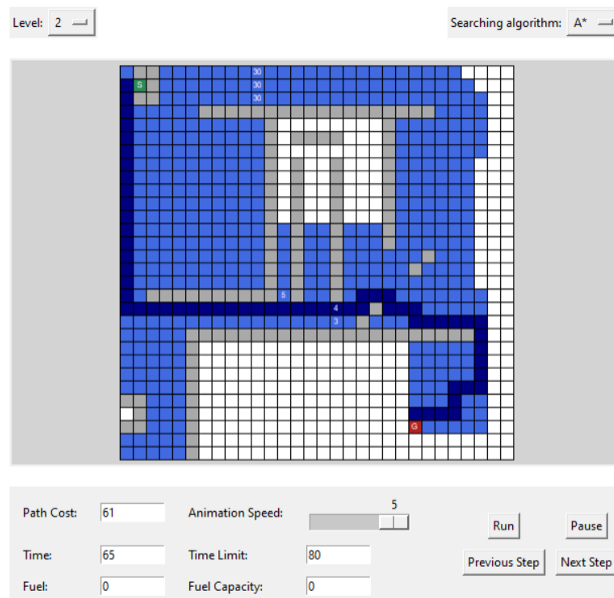 Level: 2 Searching algorithm: A*
30
S
30
30
5
4
3
G
Path Cost: 61 Animation Speed: 5 Run Pause
Time: 65 Time Limit: 80 Previous Step Next Step
Fuel: 0 Fuel Capacity: 0